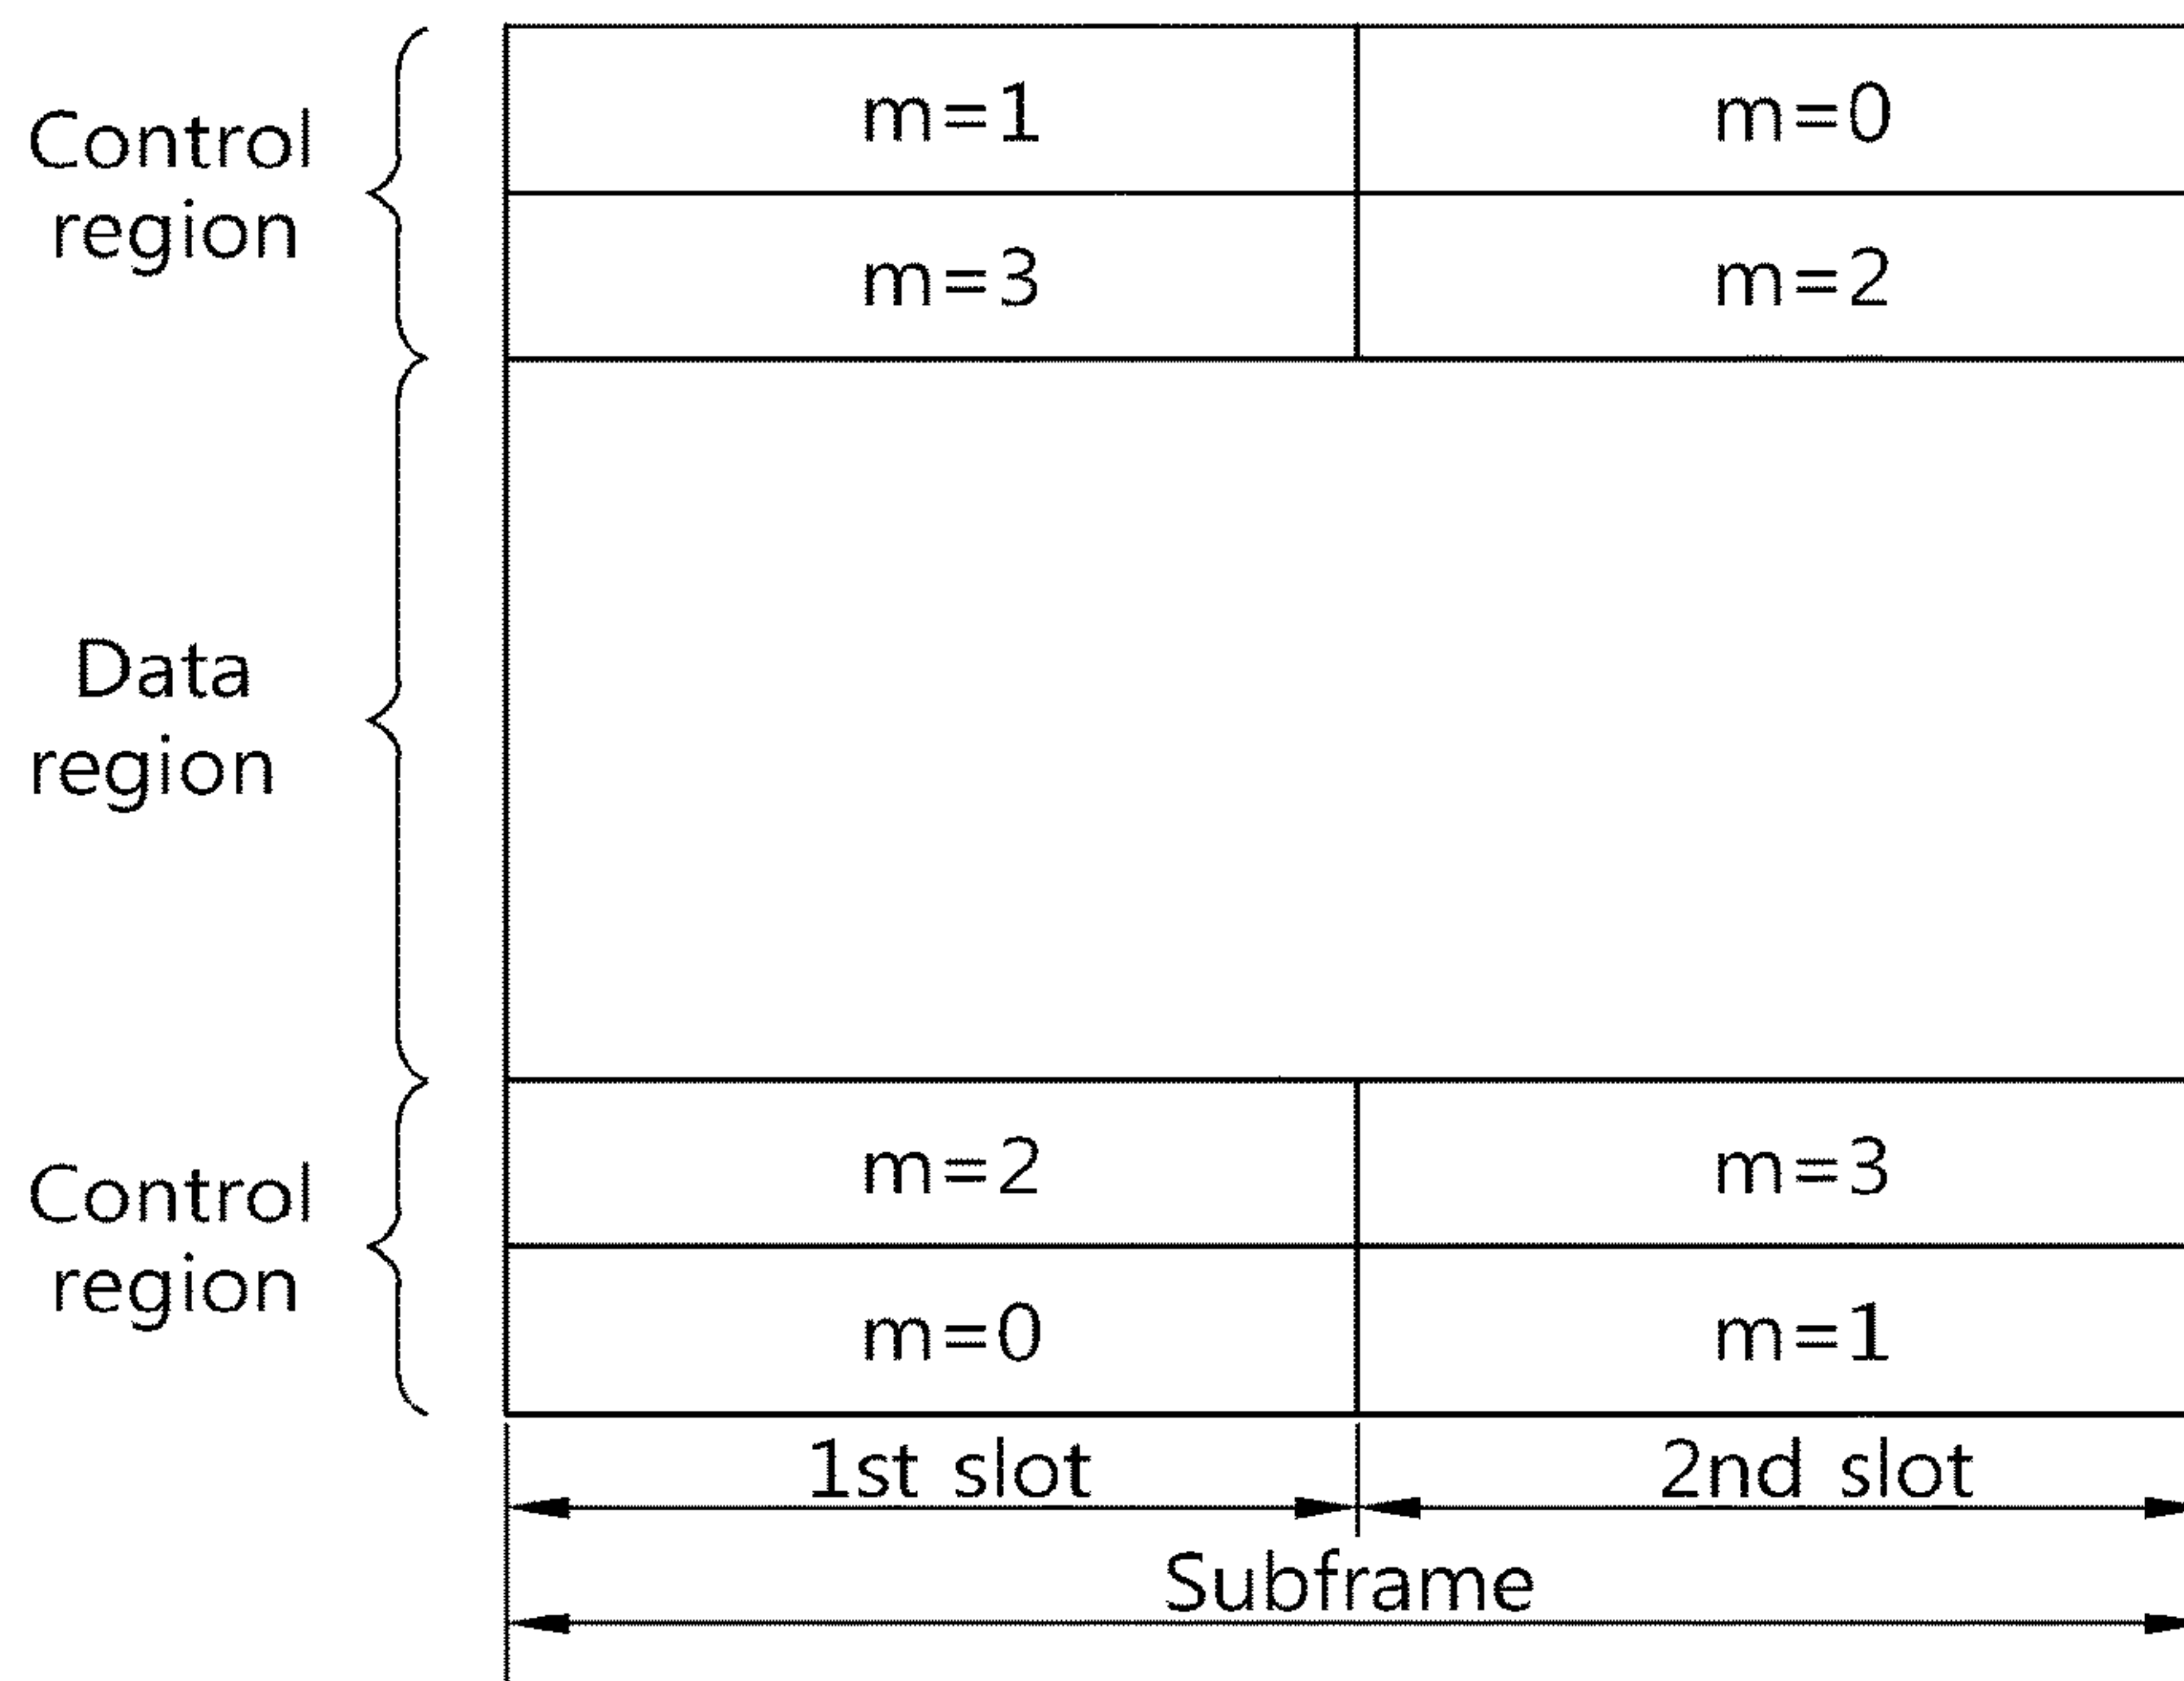 Control
region
m=1
m=0
m=3
m=2
Data
region
Control
region
m=2
m=3
m=0
m=1
1st slot
2nd slot
Subframe